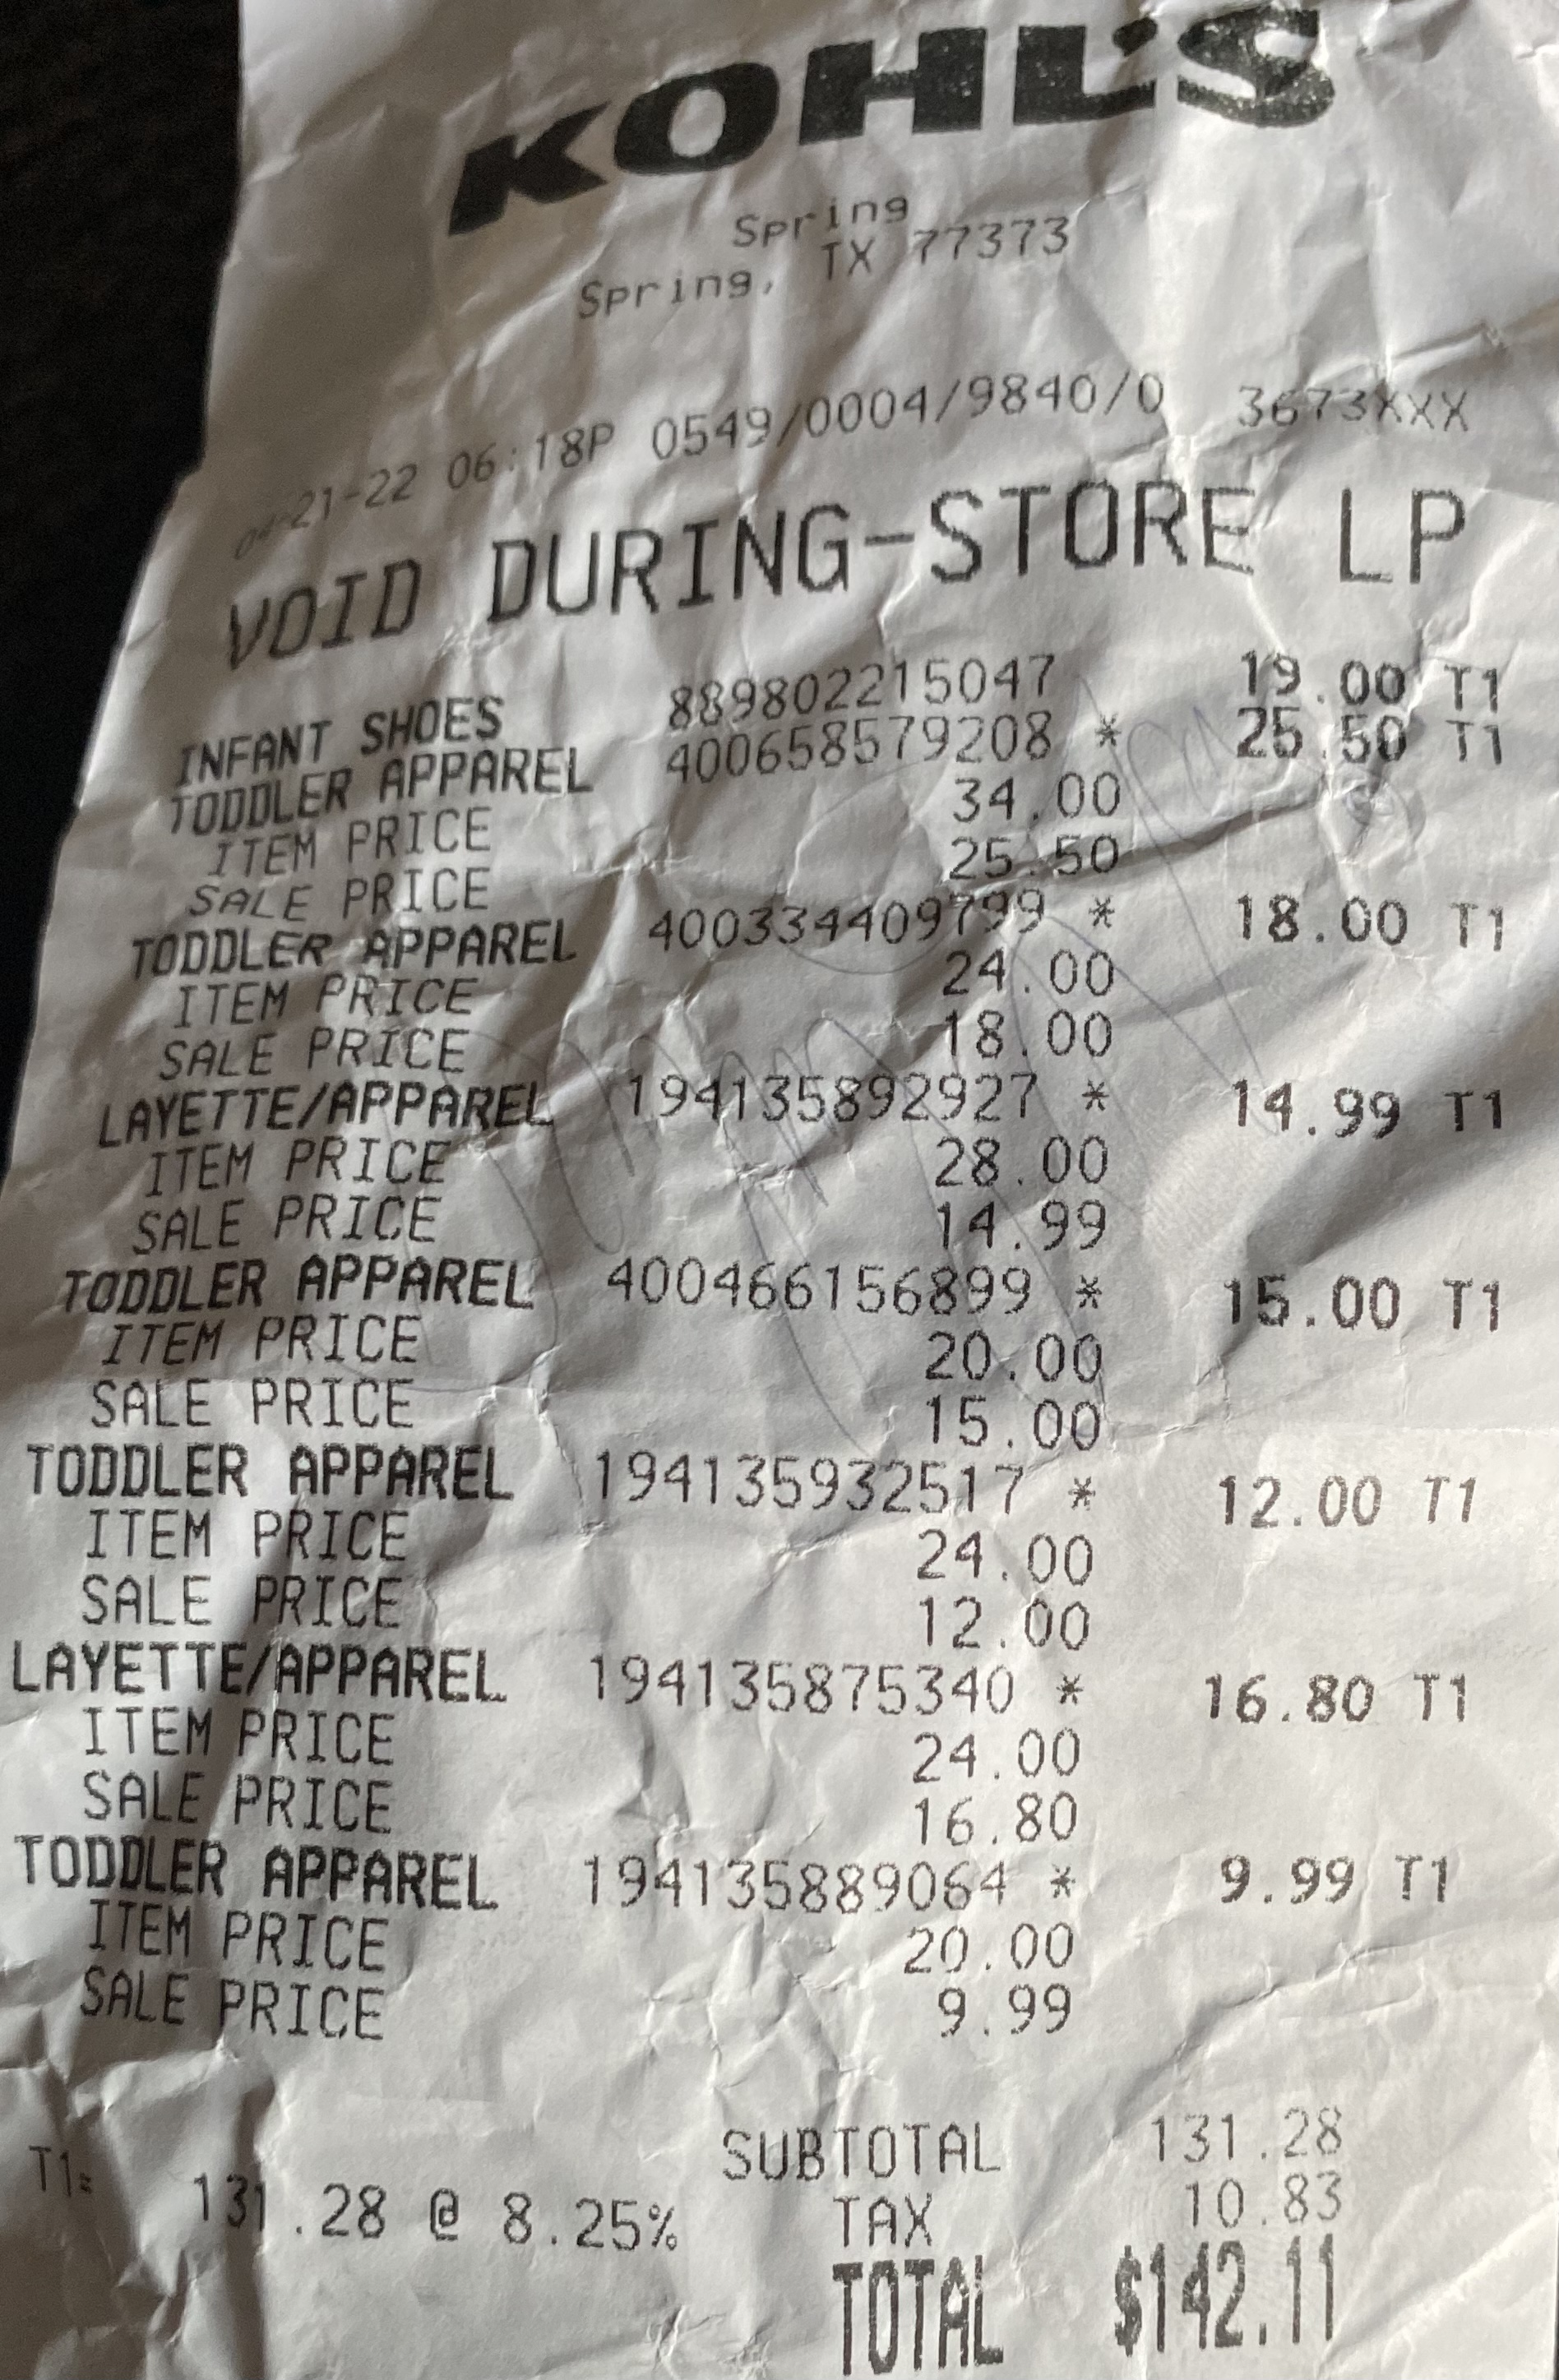 KOHL'S
Spring
Spring, TX 77373
04-21-22 06:18P 0549/0004/9840/0 3673XXX
VOID DURING-STORE LP
INFANT SHOES 889802215047 19.00 T1
TODDLER APPAREL 400658579208 * 25.50 T1
ITEM PRICE 34.00
SALE PRICE 25.50
TODDLER APPAREL 400334409799 * 18.00 T1
ITEM PRICE 24.00
SALE PRICE 18.00
LAYETTE/APPAREL 194135892927 * 14.99 T1
ITEM PRICE 28.00
SALE PRICE 14.99
TODDLER APPAREL 400466156899 * 15.00 T1
ITEM PRICE 20.00
SALE PRICE 15.00
TODDLER APPAREL 194135932517 * 12.00 T1
ITEM PRICE 24.00
SALE PRICE 12.00
LAYETTE/APPAREL 194135875340 * 16.80 T1
ITEM PRICE 24.00
SALE PRICE 16.80
TODDLER APPAREL 194135889064 * 9.99 T1
ITEM PRICE 20.00
SALE PRICE 9.99
SUBTOTAL 131.28
T1= 131.28 @ 8.25% TAX 10.83
TOTAL $142.11